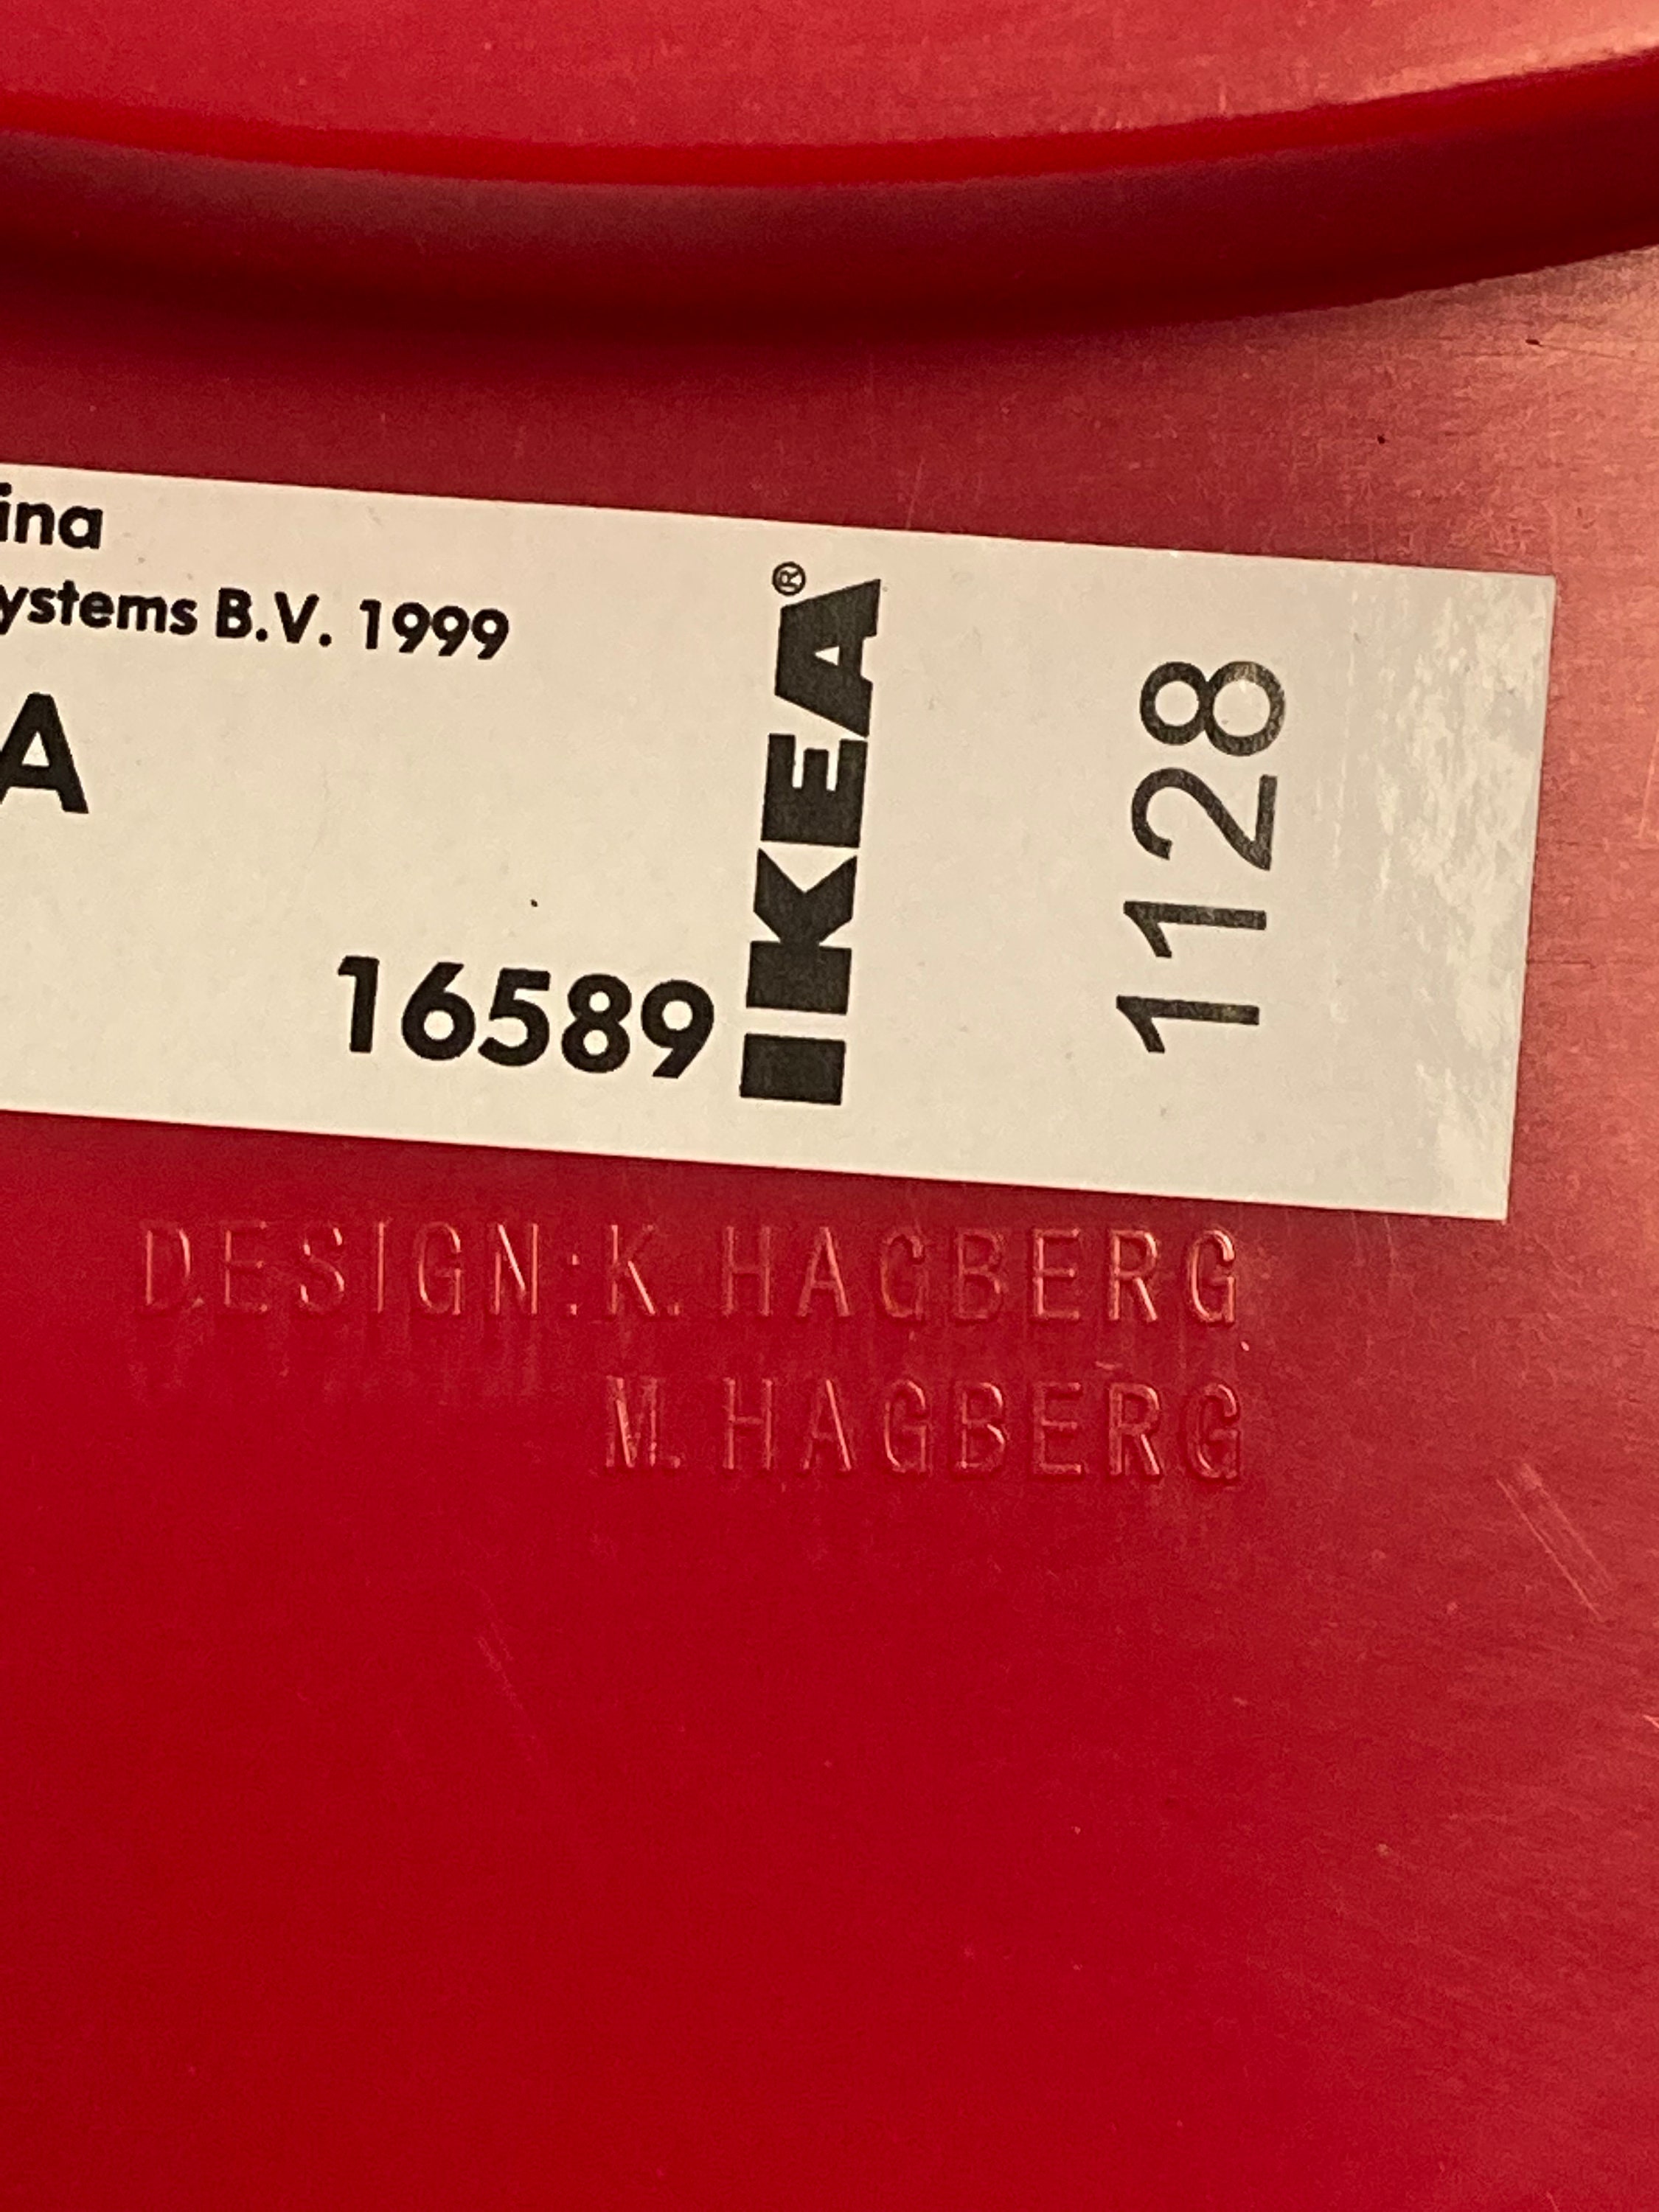 ina
ystems B.V. 1999
A
16589
IKEA®
1128
DESIGN: K. HAGBERG
M. HAGBERG